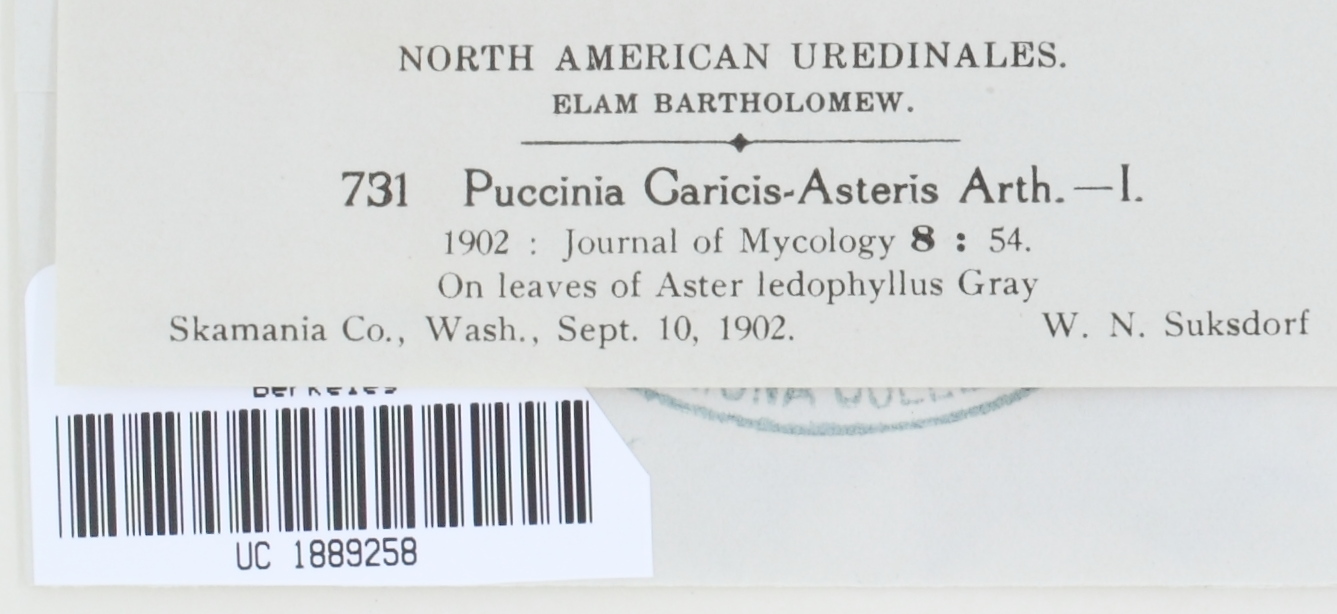 NORTH AMERICAN UREDINALES.
ELAM BARTHOLOMEW.
731 Puccinia Caricis-Asteris Arth.—I.
1902 : Journal of Mycology 8 : 54.
On leaves of Aster ledophyllus Gray
Skamania Co., Wash., Sept. 10, 1902. W. N. Suksdorf
UC 1889258